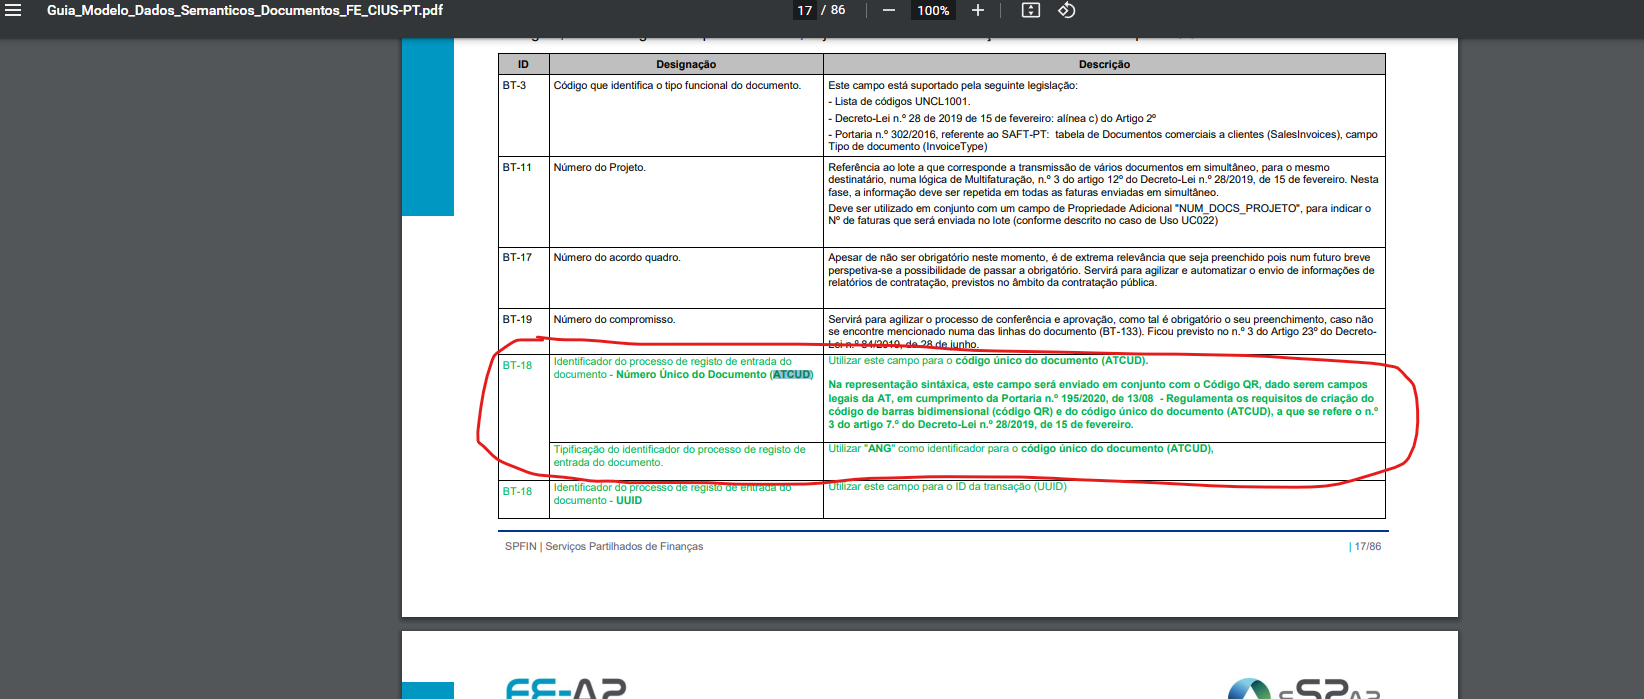 Guia_Modelo_Dados_Semanticos_Documentos_FE_CIUS-PT.pdf
17 / 86
100%
ID
Designação
Descrição
BT-3
Código que identifica o tipo funcional do documento.
Este campo está suportado pela seguinte legislação:
- Lista de códigos UNCL1001.
- Decreto-Lei n.º 28 de 2019 de 15 de fevereiro: alínea c) do Artigo 2º
- Portaria n.º 302/2016, referente ao SAFT-PT: tabela de Documentos comerciais a clientes (SalesInvoices), campo
Tipo de documento (InvoiceType)
BT-11
Número do Projeto.
Referência ao lote a que corresponde a transmissão de vários documentos em simultâneo, para o mesmo
destinatário, numa lógica de Multifaturação, n.º 3 do artigo 12º do Decreto-Lei n.º 28/2019, de 15 de fevereiro. Nesta
fase, a informação deve ser repetida em todas as faturas enviadas em simultâneo.
Deve ser utilizado em conjunto com um campo de Propriedade Adicional "NUM_DOCS_PROJETO", para indicar o
Nº de faturas que será enviada no lote (conforme descrito no caso de Uso UC022)
BT-17
Número do acordo quadro.
Apesar de não ser obrigatório neste momento, é de extrema relevância que seja preenchido pois num futuro breve
perspetiva-se a possibilidade de passar a obrigatório. Servirá para agilizar e automatizar o envio de informações de
relatórios de contratação, previstos no âmbito da contratação pública.
BT-19
Número do compromisso.
Servirá para agilizar o processo de conferência e aprovação, como tal é obrigatório o seu preenchimento, caso não
se encontre mencionado numa das linhas do documento (BT-133). Ficou previsto no n.º 3 do Artigo 23º do Decreto-
Lei n.º 84/2019, de 28 de junho.
BT-18
Identificador do processo de registo de entrada do
documento - Número Único do Documento (ATCUD)
Utilizar este campo para o código único do documento (ATCUD).
Na representação sintáxica, este campo será enviado em conjunto com o Código QR, dado serem campos
legais da AT, em cumprimento da Portaria n.º 195/2020, de 13/08 - Regulamenta os requisitos de criação do
código de barras bidimensional (código QR) e do código único do documento (ATCUD), a que se refere o n.º
3 do artigo 7.º do Decreto-Lei n.º 28/2019, de 15 de fevereiro.
Tipificação do identificador do processo de registo de
entrada do documento.
Utilizar "ANG" como identificador para o código único do documento (ATCUD),
BT-18
Identificador do processo de registo de entrada do
documento - UUID
Utilizar este campo para o ID da transação (UUID)
SPFIN | Serviços Partilhados de Finanças
| 17/86
FE-AP
eSPap